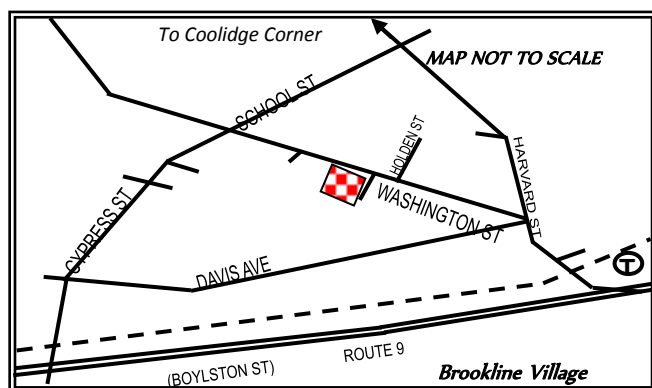 To Coolidge Corner
MAP NOT TO SCALE
SCHOOL ST
HOLDEN ST
HARVARD ST
CYPRESS ST
WASHINGTON ST
DAVIS AVE
T
ROUTE 9
(BOYLSTON ST)
Brookline Village